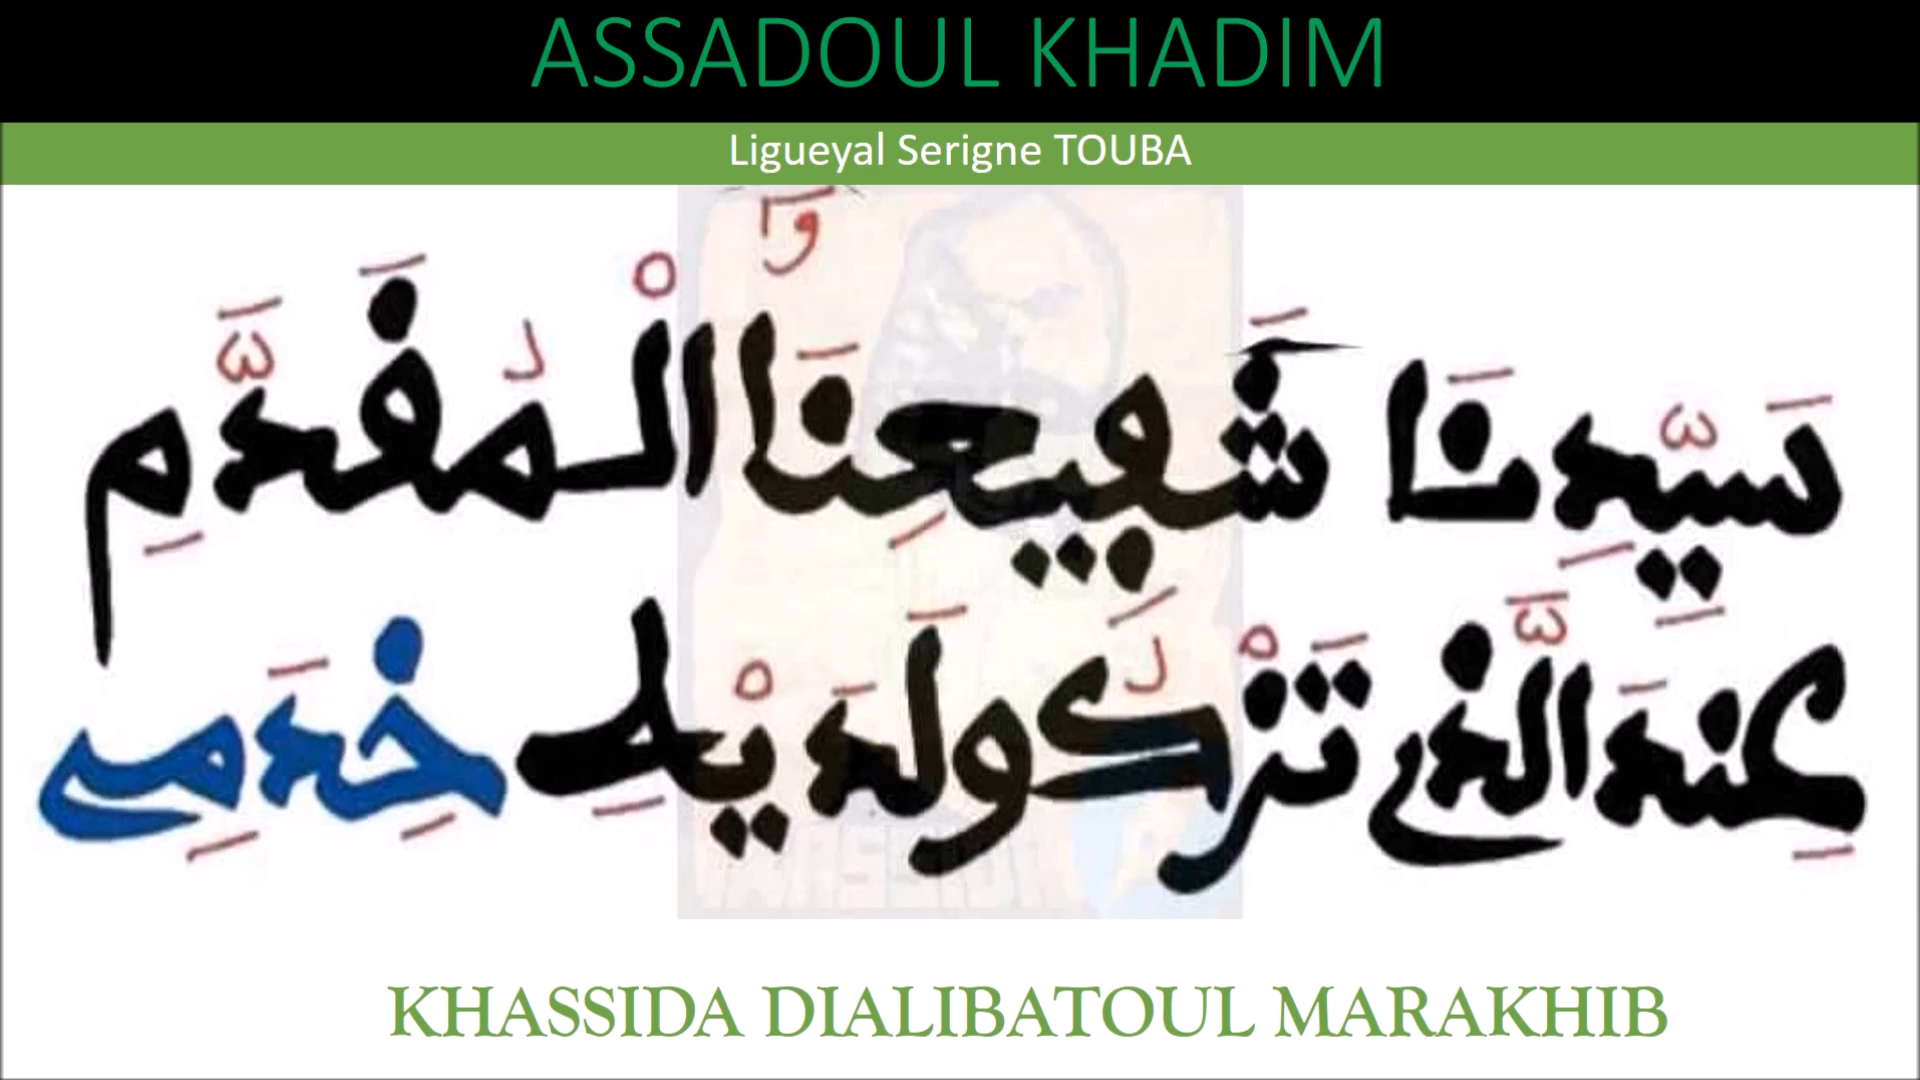 ASSADOUL KHADIM
Ligueyal Serigne TOUBA
سَيِّدِنَا شَفِيعِنَا الْمُقَدَّمِ
عِنْدَ الَّذِي تَزْكُو لَدَيْهِ خِدَمِي
KHASSIDA DIALIBATOUL MARAKHIB